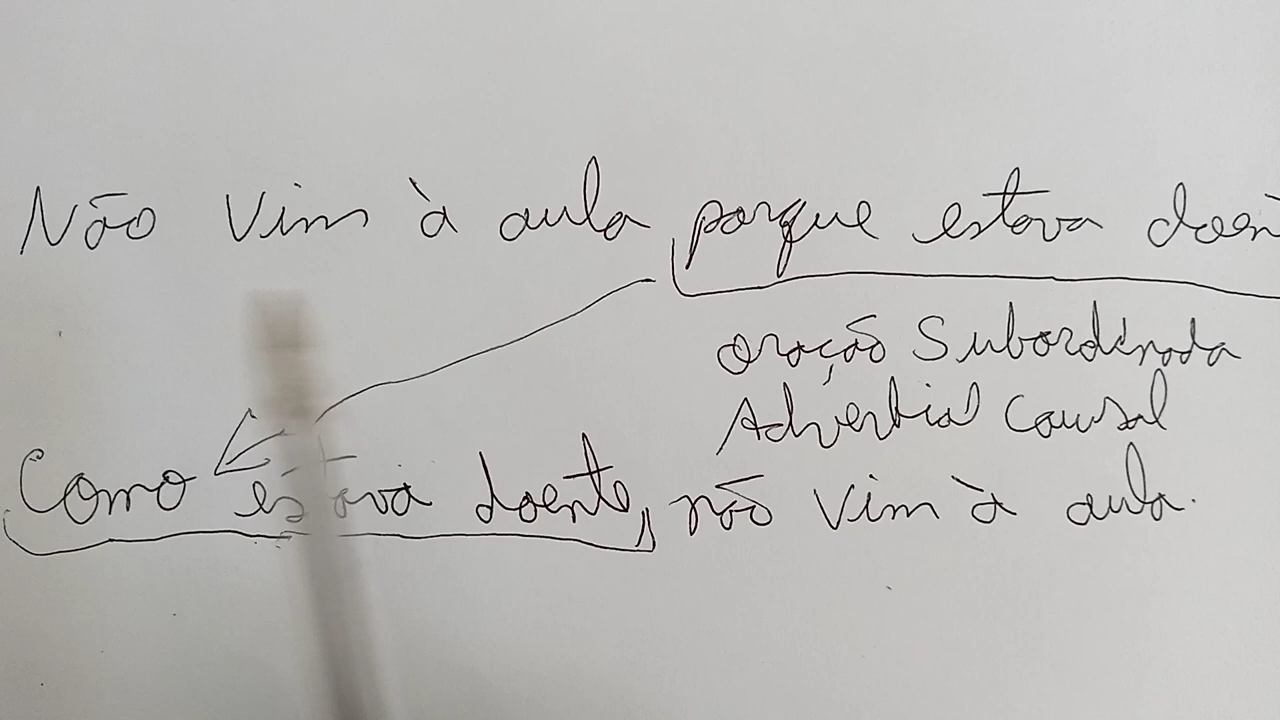 Não vim à aula porque estava doen
oração Subordinada
Adverbial Causal
Como estava doente, não vim à aula.